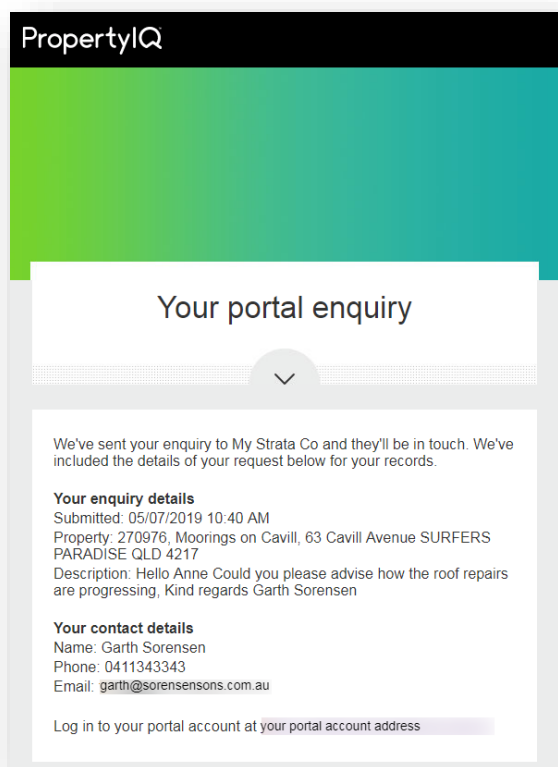 PropertyIQ
Your portal enquiry
We've sent your enquiry to My Strata Co and they'll be in touch. We've
included the details of your request below for your records.
Your enquiry details
Submitted: 05/07/2019 10:40 AM
Property: 270976, Moorings on Cavill, 63 Cavill Avenue SURFERS
PARADISE QLD 4217
Description: Hello Anne Could you please advise how the roof repairs
are progressing, Kind regards Garth Sorensen
Your contact details
Name: Garth Sorensen
Phone: 0411343343
Email: garth@sorensensons.com.au
Log in to your portal account at your portal account address